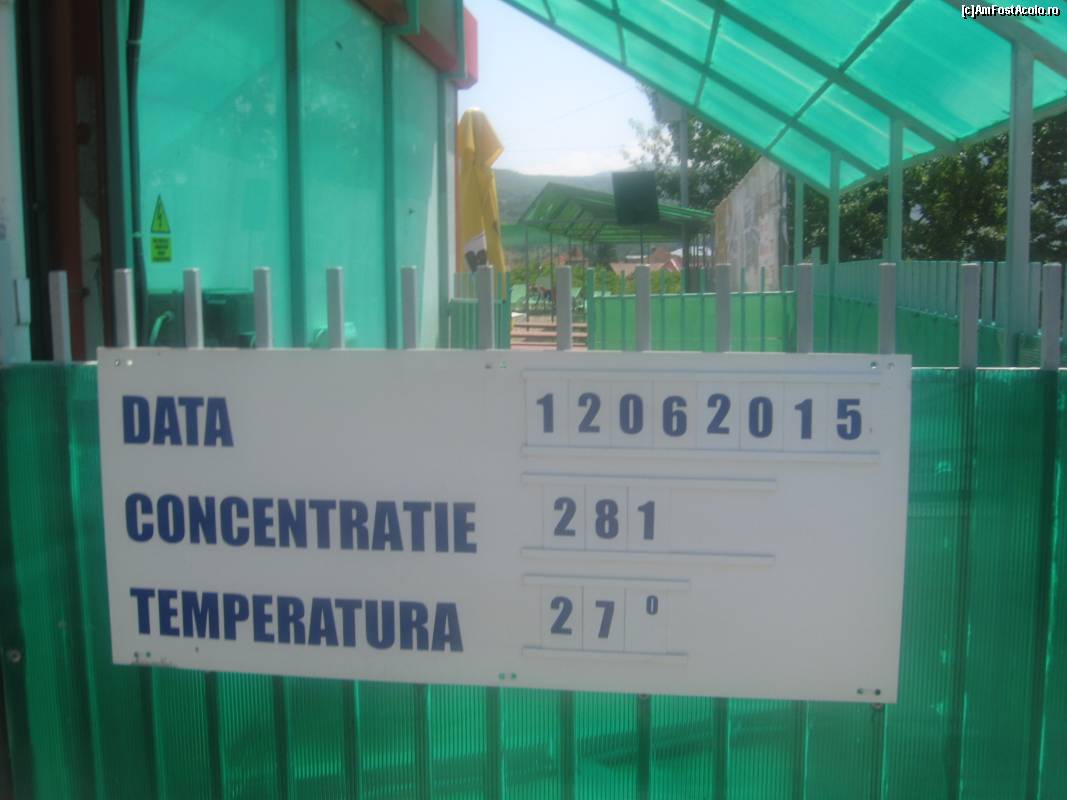 [c]AmFostAcolo.ro
DATA 12062015
CONCENTRATIE 281
TEMPERATURA 27°